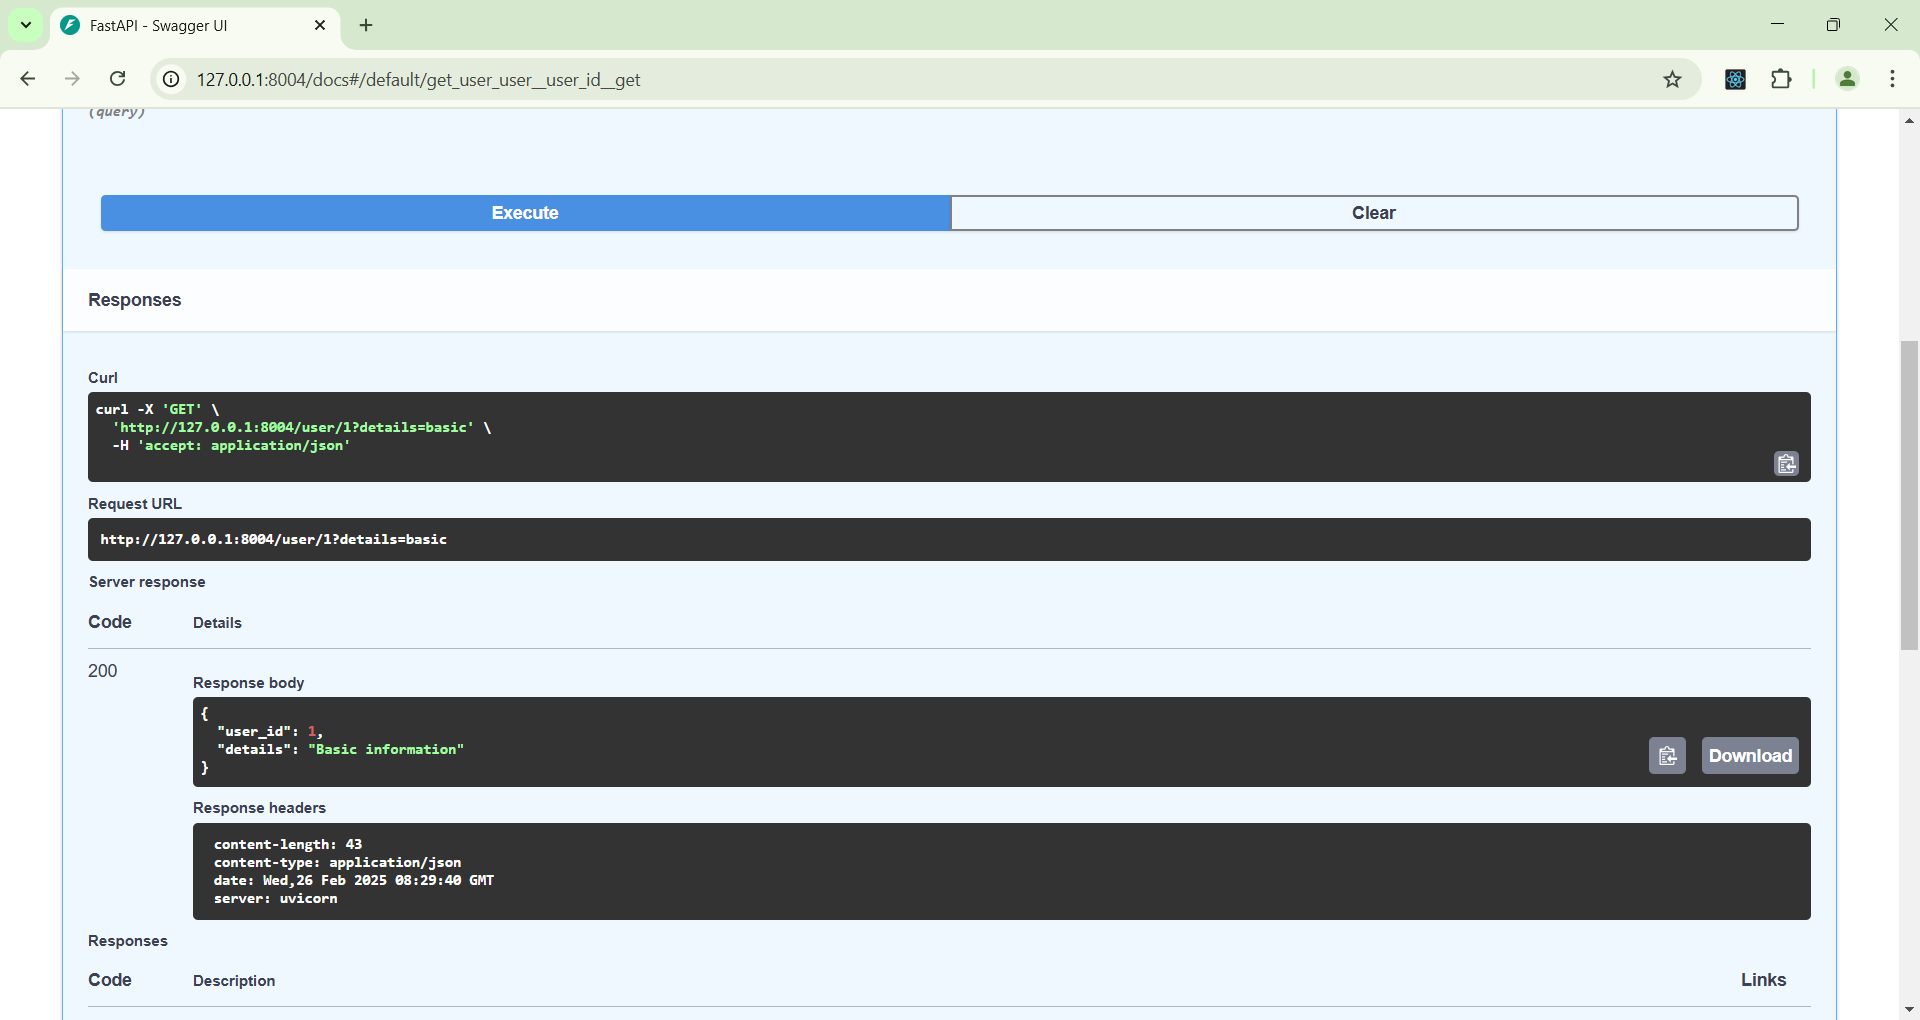 FastAPI - Swagger UI
127.0.0.1:8004/docs#/default/get_user_user__user_id__get
(query)
Execute
Clear
Responses
Curl
curl -X 'GET' \
  'http://127.0.0.1:8004/user/1?details=basic' \
  -H 'accept: application/json'
Request URL
http://127.0.0.1:8004/user/1?details=basic
Server response
Code Details
200
Response body
{
  "user_id": 1,
  "details": "Basic information"
}
Download
Response headers
content-length: 43
content-type: application/json
date: Wed,26 Feb 2025 08:29:40 GMT
server: uvicorn
Responses
Code Description Links